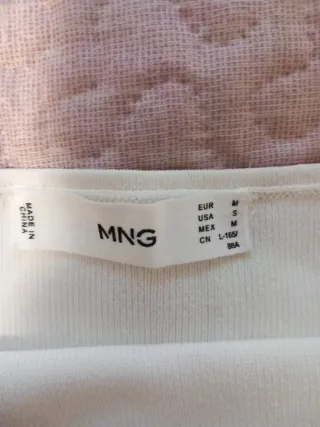 MADE IN
CHINA
MNG
EUR M
USA S
MEX M
CN L-165/
88A